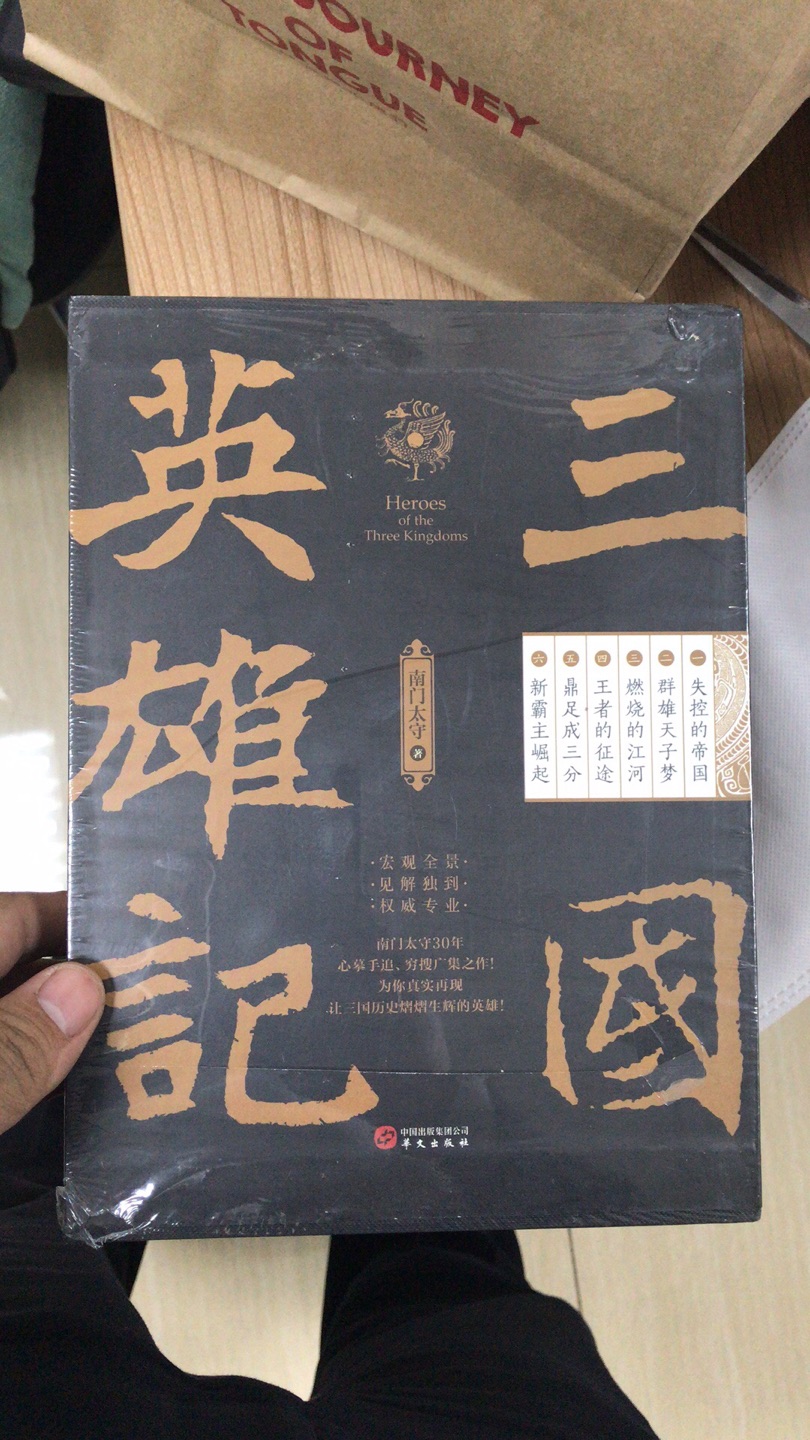 JOURNEY
OF
TONGUE
三國
英雄記
Heroes
of the
Three Kingdoms
南门太守 著
一 失控的帝国
二 群雄天子梦
三 燃烧的江河
四 王者的征途
五 鼎足成三分
六 新霸主崛起
·宏观全景·
·见解独到·
·权威专业·
南门太守30年
心摹手追、穷搜广集之作!
为你真实再现
让三国历史熠熠生辉的英雄!
中国出版集团公司
华文出版社